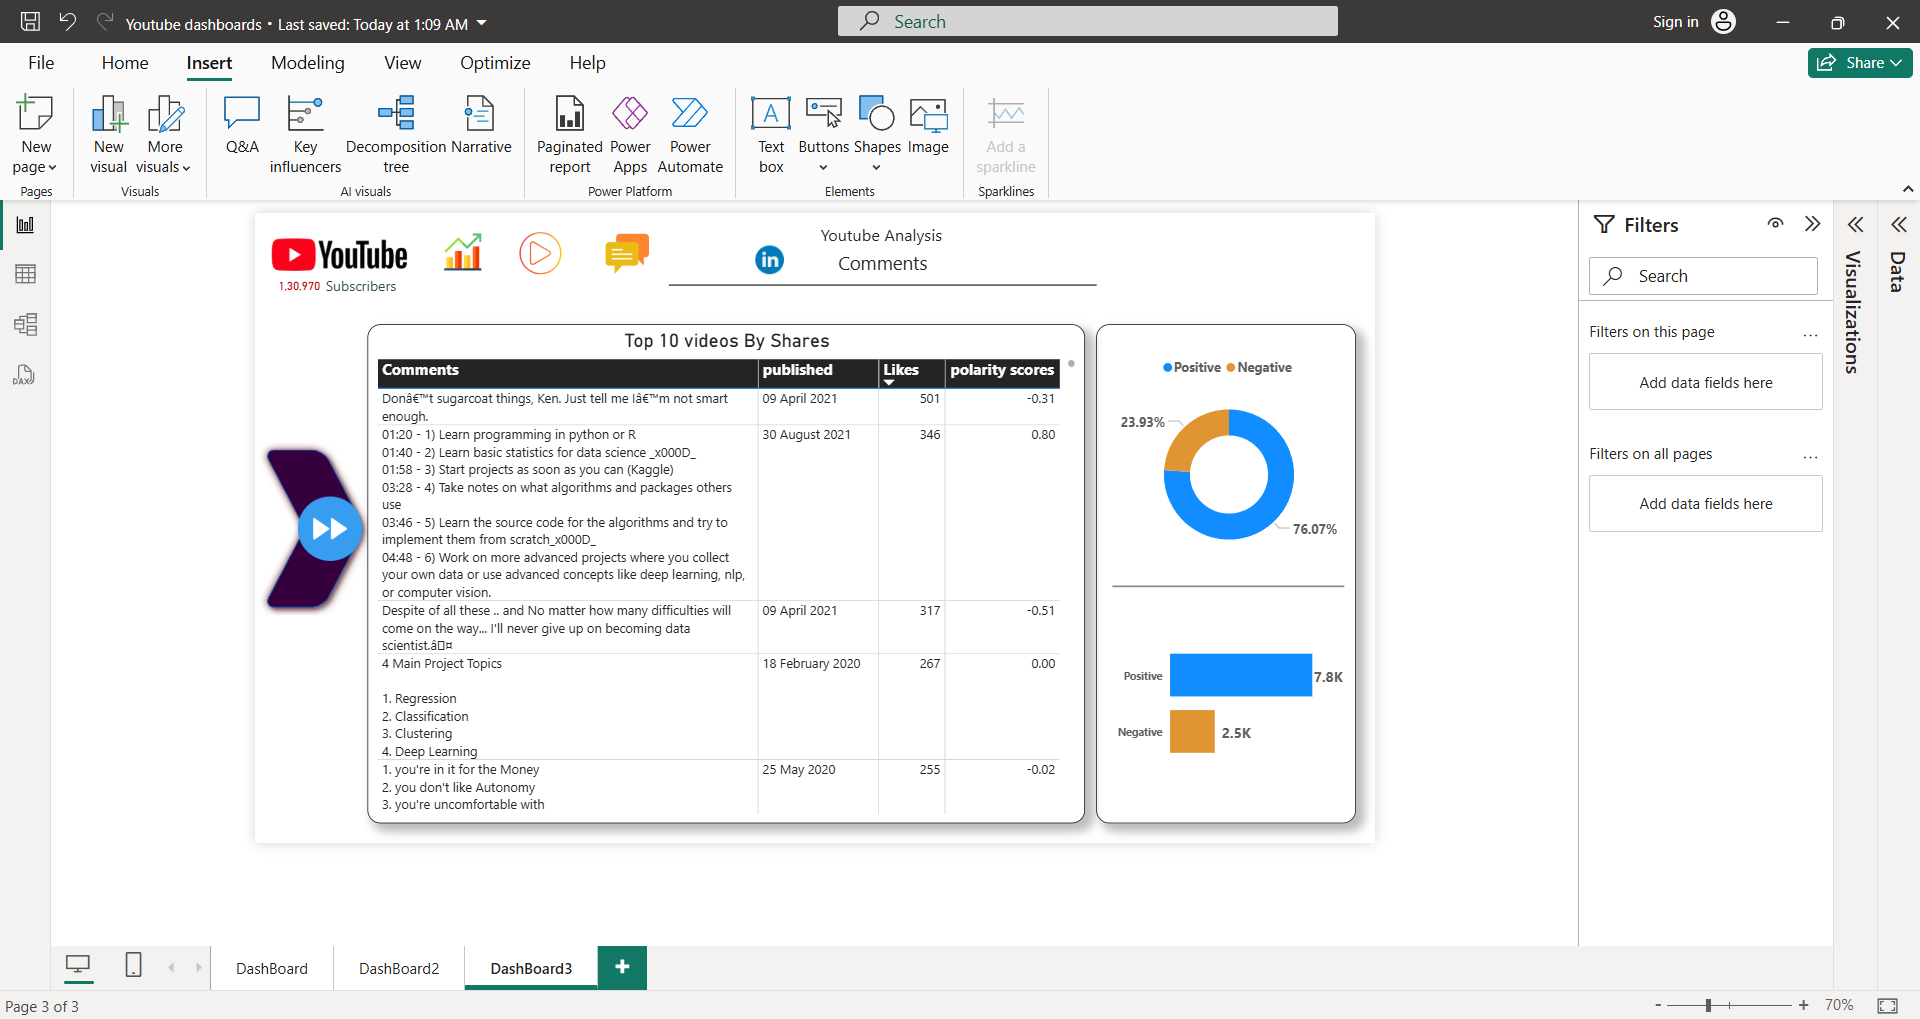 Youtube dashboards • Last saved: Today at 1:09 AM
Search
Sign in
File Home Insert Modeling View Optimize Help
Share
New page
New visual
More visuals
Q&A
Key influencers
Decomposition tree
Narrative
Paginated report
Power Apps
Power Automate
Text box
Buttons
Shapes
Image
Add a sparkline
Pages
Visuals
AI visuals
Power Platform
Elements
Sparklines
YouTube
1,30,970 Subscribers
in
Youtube Analysis
Comments
Top 10 videos By Shares
Comments published Likes polarity scores
Donâ€™t sugarcoat things, Ken. Just tell me Iâ€™m not smart 09 April 2021 501 -0.31
enough.
01:20 - 1) Learn programming in python or R 30 August 2021 346 0.80
01:40 - 2) Learn basic statistics for data science _x000D_
01:58 - 3) Start projects as soon as you can (Kaggle)
03:28 - 4) Take notes on what algorithms and packages others
use
03:46 - 5) Learn the source code for the algorithms and try to
implement them from scratch_x000D_
04:48 - 6) Work on more advanced projects where you collect
your own data or use advanced concepts like deep learning, nlp,
or computer vision.
Despite of all these .. and No matter how many difficulties will 09 April 2021 317 -0.51
come on the way... I'll never give up on becoming data
scientist.â▯¤
4 Main Project Topics 18 February 2020 267 0.00
1. Regression
2. Classification
3. Clustering
4. Deep Learning
1. you're in it for the Money 25 May 2020 255 -0.02
2. you don't like Autonomy
3. you're uncomfortable with
Positive Negative
23.93%
76.07%
Positive 7.8K
Negative 2.5K
Filters
Search
Filters on this page ...
Add data fields here
Filters on all pages ...
Add data fields here
Visualizations
Data
DAX
DashBoard DashBoard2 DashBoard3 +
Page 3 of 3
- + 70%